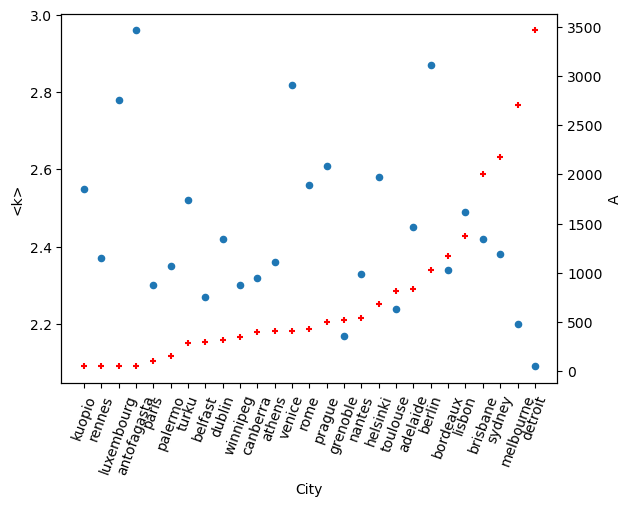 3.0
2.8
2.6
2.4
2.2
<k>
3500
3000
2500
2000
1500
1000
500
0
A
kuopio
rennes
luxembourg
antofagasta
paris
palermo
turku
belfast
dublin
winnipeg
canberra
athens
venice
rome
prague
grenoble
nantes
helsinki
toulouse
adelaide
berlin
bordeaux
lisbon
brisbane
sydney
melbourne
detroit
City